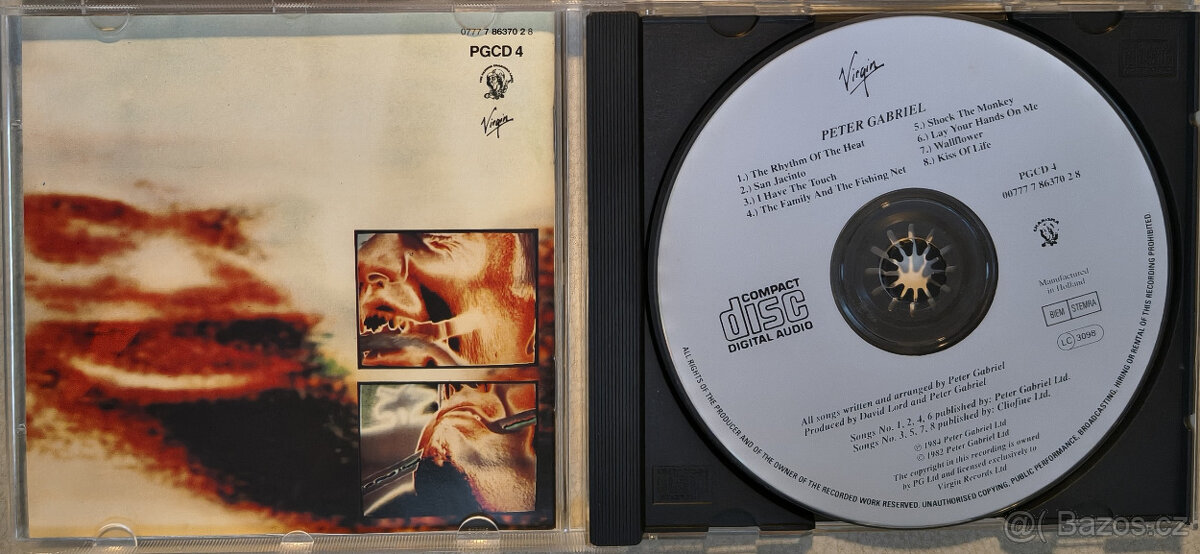 0777 7 86370 2 8
PGCD 4
Virgin
Virgin
PETER GABRIEL
1.) The Rhythm Of The Heat
2.) San Jacinto
3.) I Have The Touch
4.) The Family And The Fishing Net
5.) Shock The Monkey
6.) Lay Your Hands On Me
7.) Wallflower
8.) Kiss Of Life
PGCD 4
00777 7 86370 2 8
CHARISMA
Manufactured
in Holland
BIEM STEMRA
LC 3098
COMPACT
disc
DIGITAL AUDIO
All songs written and arranged by Peter Gabriel
Produced by David Lord and Peter Gabriel
Songs No. 1, 2, 4, 6 published by: Peter Gabriel Ltd.
Songs No. 3, 5, 7, 8 published by: Cliofine Ltd.
℗ 1984 Peter Gabriel Ltd
© 1982 Peter Gabriel Ltd
The copyright in this recording is owned
by PG Ltd and licensed exclusively to
Virgin Records Ltd
ALL RIGHTS OF THE PRODUCER AND OF THE OWNER OF THE RECORDED WORK RESERVED. UNAUTHORISED COPYING, PUBLIC PERFORMANCE, BROADCASTING, HIRING OR RENTAL OF THIS RECORDING PROHIBITED.
@( Bazos.cz